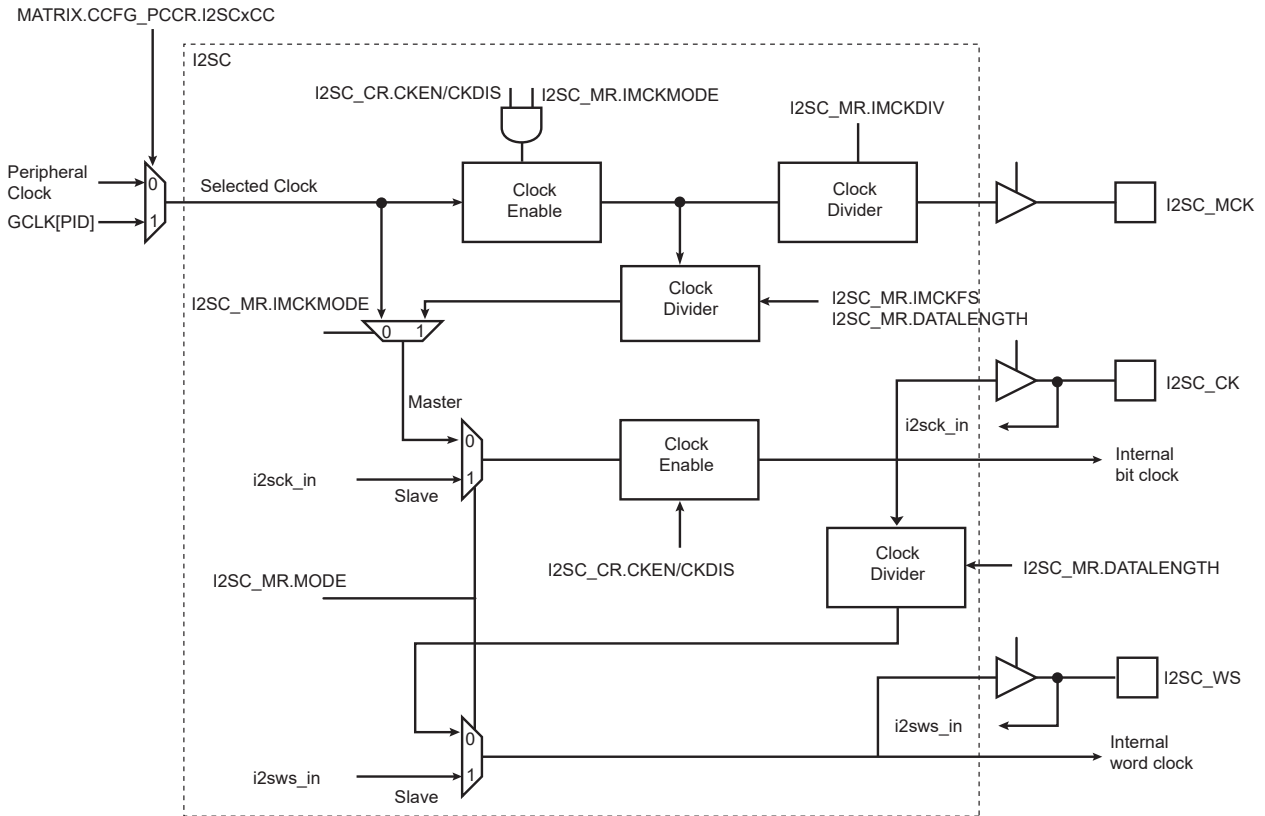 MATRIX.CCFG_PCCR.I2SCxCC
I2SC
I2SC_CR.CKEN/CKDIS
I2SC_MR.IMCKMODE
I2SC_MR.IMCKDIV
Peripheral
Clock
0
GCLK[PID]
1
Selected Clock
Clock
Enable
Clock
Divider
I2SC_MCK
Clock
Divider
I2SC_MR.IMCKFS
I2SC_MR.DATALENGTH
I2SC_MR.IMCKMODE
0 1
I2SC_CK
i2sck_in
Master
0
i2sck_in
1
Slave
Clock
Enable
Internal
bit clock
I2SC_CR.CKEN/CKDIS
Clock
Divider
I2SC_MR.DATALENGTH
I2SC_MR.MODE
I2SC_WS
i2sws_in
0
i2sws_in
1
Slave
Internal
word clock